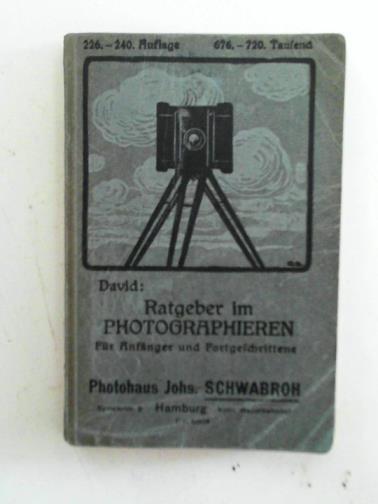 226.–240. Auflage 676.–720. Tausend
David:
Ratgeber im
PHOTOGRAPHIEREN
Für Anfänger und Fortgeschrittene
Photohaus Johs. SCHWABROH
Hamburg